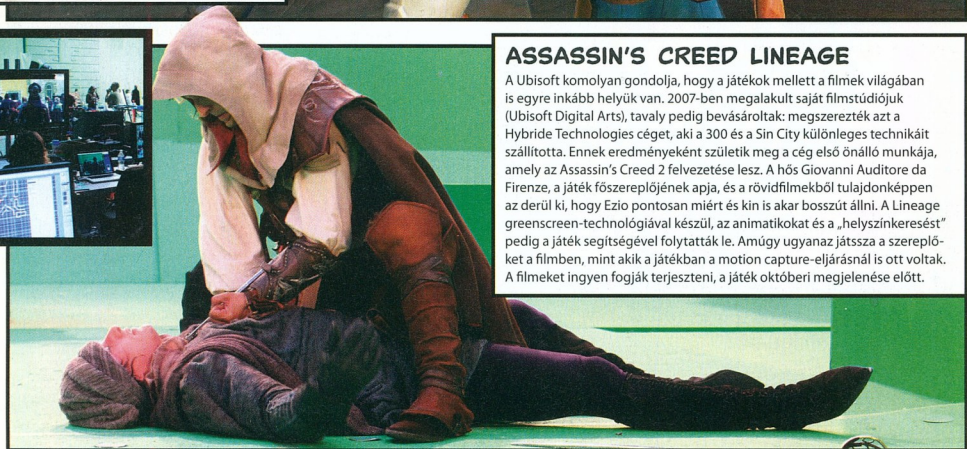 ASSASSIN'S CREED LINEAGE
A Ubisoft komolyan gondolja, hogy a játékok mellett a filmek világában
is egyre inkább helyük van. 2007-ben megalakult saját filmstúdiójuk
(Ubisoft Digital Arts), tavaly pedig bevásároltak: megszerezték azt a
Hybride Technologies céget, aki a 300 és a Sin City különleges technikáit
szállította. Ennek eredményeként születik meg a cég első önálló munkája,
amely az Assassin's Creed 2 felvezetése lesz. A hős Giovanni Auditore da
Firenze, a játék főszereplőjének apja, és a rövidfilmekből tulajdonképpen
az derül ki, hogy Ezio pontosan miért és kin is akar bosszút állni. A Lineage
greenscreen-technológiával készül, az animatikokat és a „helyszínkeresést"
pedig a játék segítségével folytatták le. Amúgy ugyanaz játssza a szereplő-
ket a filmben, mint akik a játékban a motion capture-eljárásnál is ott voltak.
A filmeket ingyen fogják terjeszteni, a játék októberi megjelenése előtt.